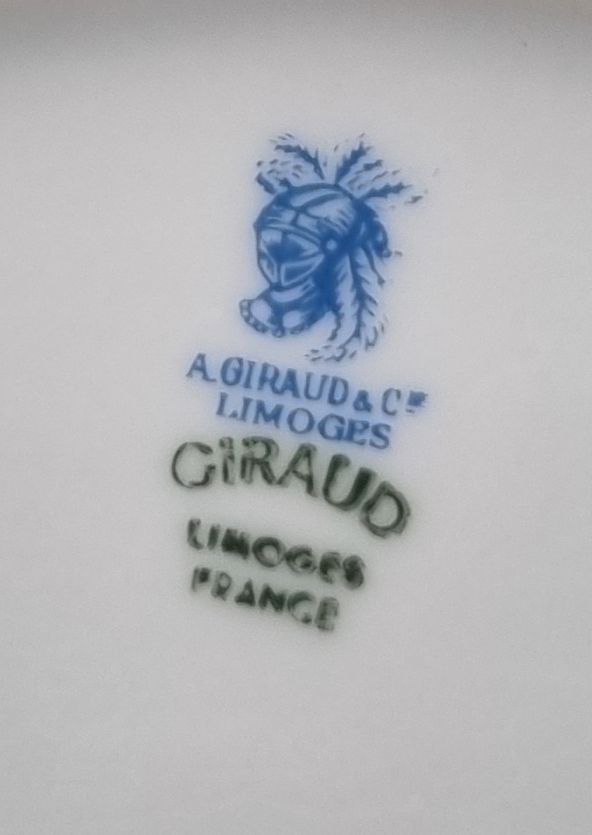 A. GIRAUD & Cie
LIMOGES
GIRAUD
LIMOGES
FRANCE